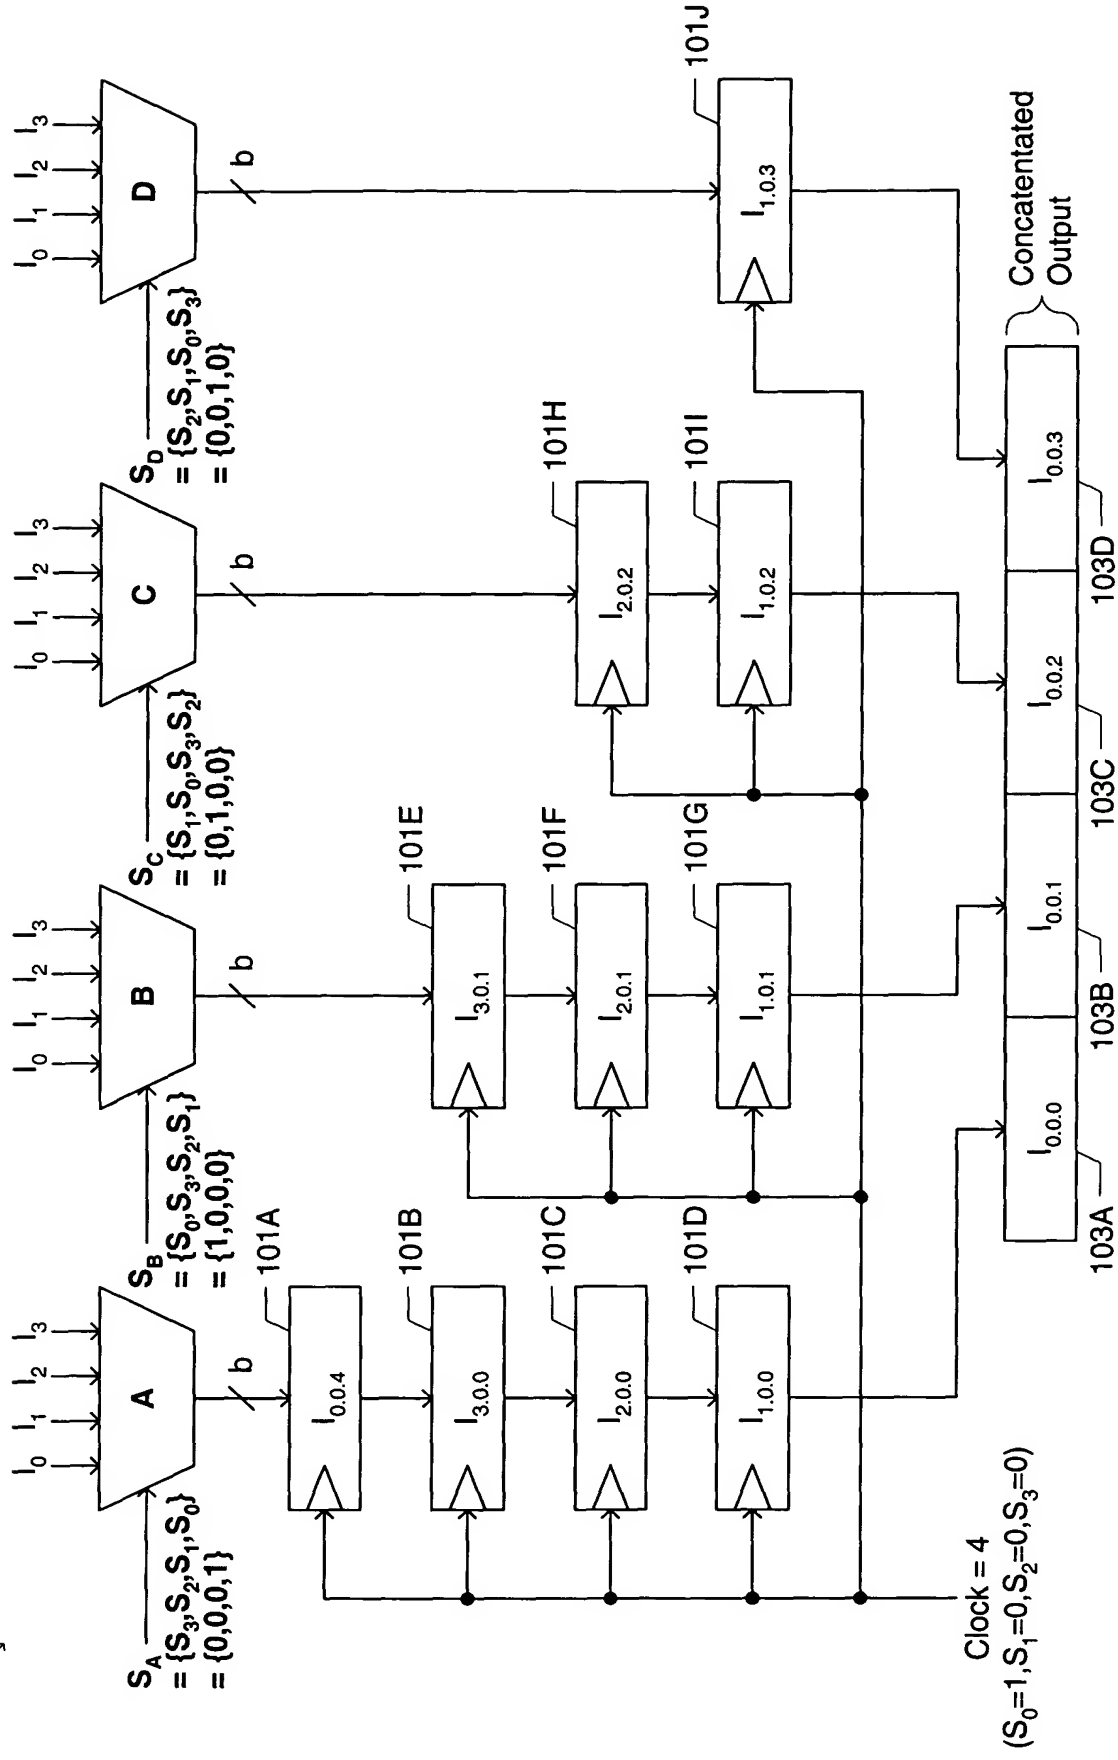 I0 I1 I2 I3
I0 I1 I2 I3
I0 I1 I2 I3
I0 I1 I2 I3
A
B
C
D
SA
= {S3,S2,S1,S0}
= {0,0,0,1}
SB
= {S0,S3,S2,S1}
= {1,0,0,0}
SC
= {S1,S0,S3,S2}
= {0,1,0,0}
SD
= {S2,S1,S0,S3}
= {0,0,1,0}
b
b
b
b
101A
I0.0.4
101B
I3.0.0
101C
I2.0.0
101D
I1.0.0
101E
I3.0.1
101F
I2.0.1
101G
I1.0.1
101H
I2.0.2
101I
I1.0.2
101J
I1.0.3
Clock = 4
(S0=1,S1=0,S2=0,S3=0)
I0.0.0
I0.0.1
I0.0.2
I0.0.3
Concatentated
Output
103A
103B
103C
103D